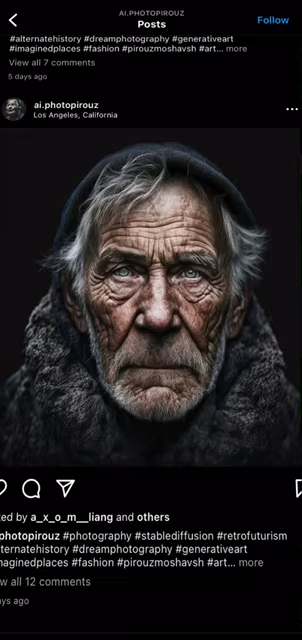 AI.PHOTOPIROUZ
Posts
Follow
#alternatehistory #dreamphotography #generativeart
#imaginedplaces #fashion #pirouzmoshavsh #art... more
View all 7 comments
5 days ago
ai.photopirouz
Los Angeles, California
ed by a_x_o_m__liang and others
photopirouz #photography #stablediffusion #retrofuturism
ternatehistory #dreamphotography #generativeart
naginedplaces #fashion #pirouzmoshavsh #art... more
w all 12 comments
ays ago